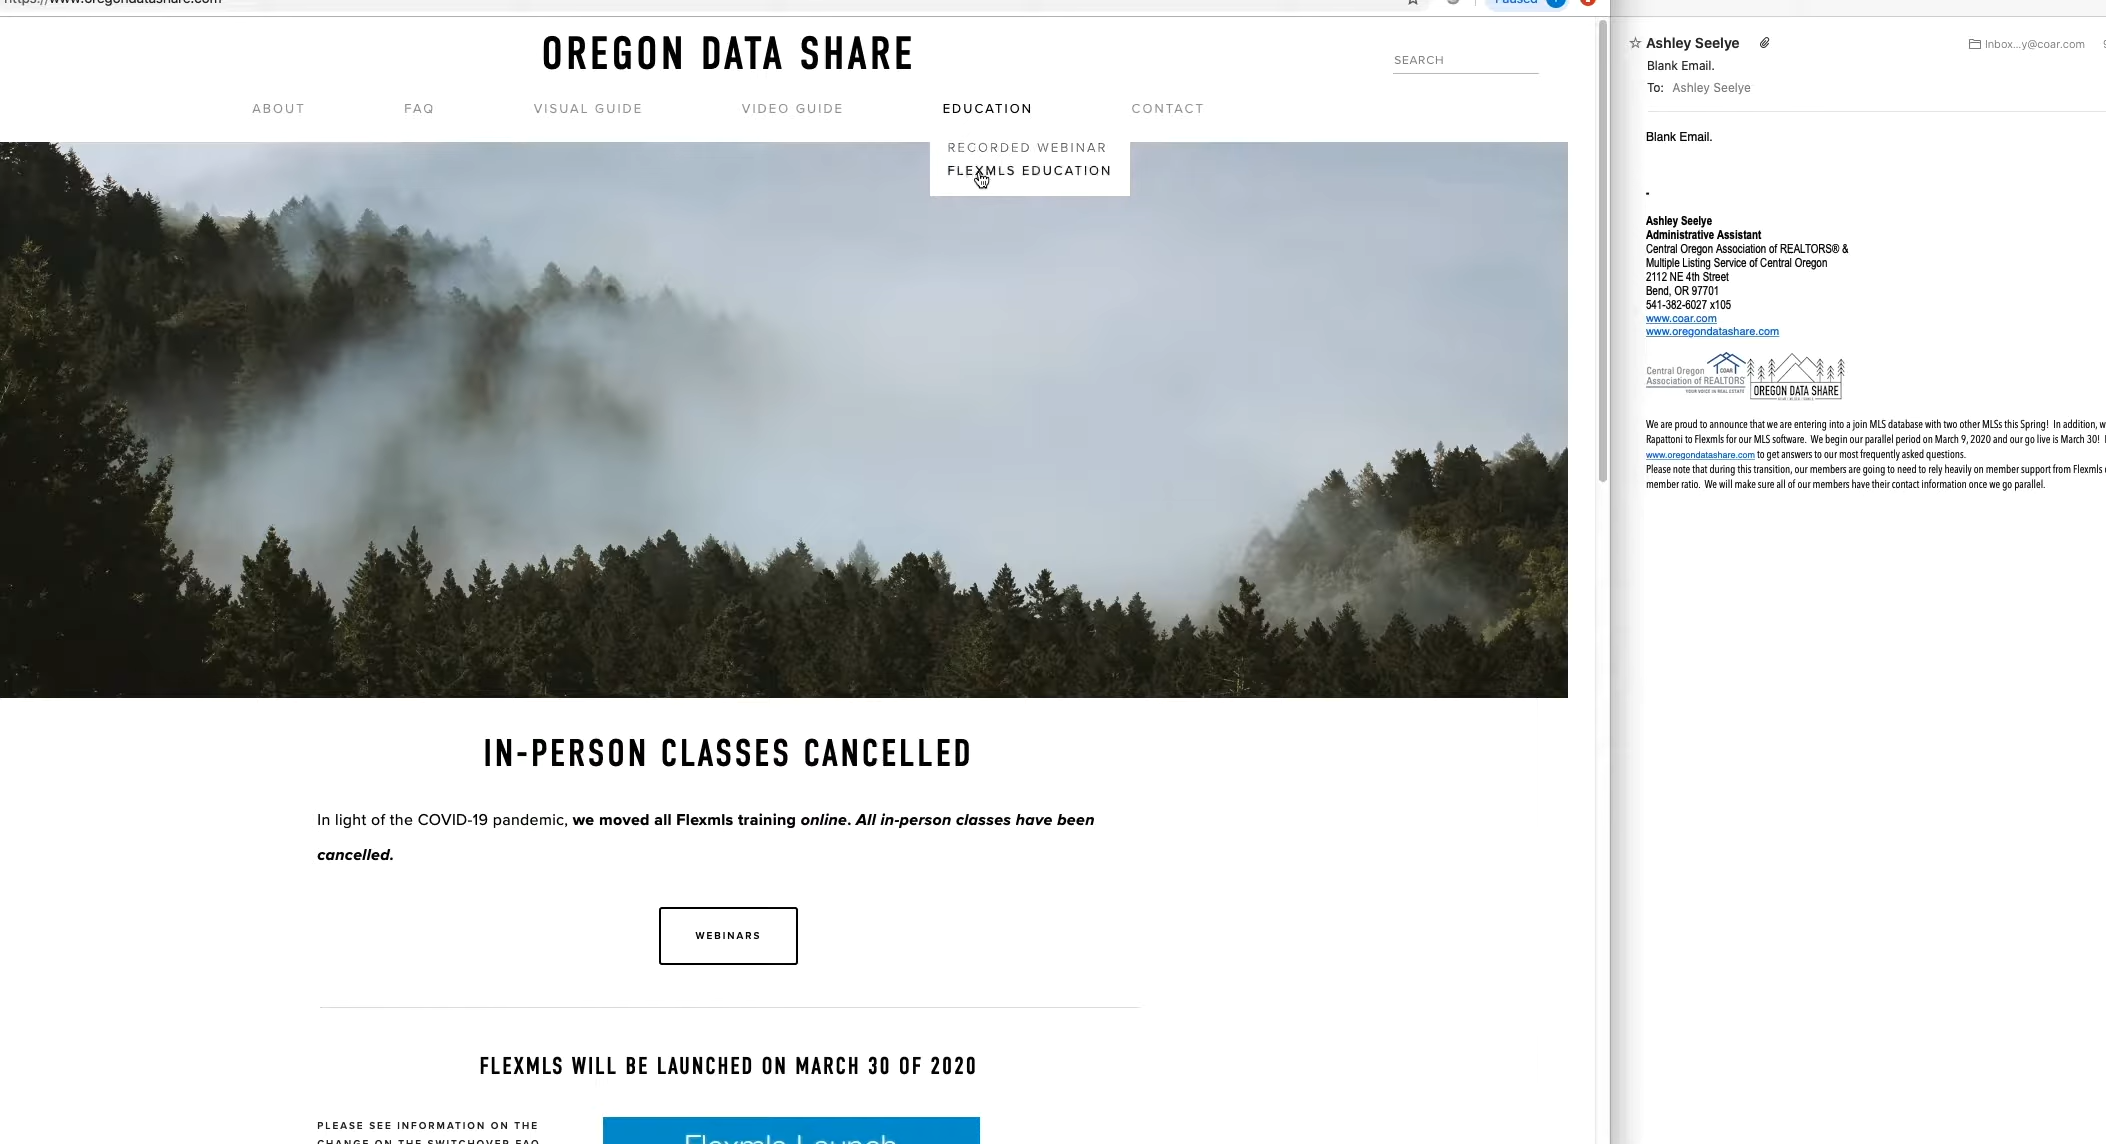 https://www.oregondatashare.com
Paused
OREGON DATA SHARE
SEARCH
ABOUT FAQ VISUAL GUIDE VIDEO GUIDE EDUCATION CONTACT
RECORDED WEBINAR
FLEXMLS EDUCATION
IN-PERSON CLASSES CANCELLED
In light of the COVID-19 pandemic, we moved all Flexmls training online. All in-person classes have been
cancelled.
WEBINARS
FLEXMLS WILL BE LAUNCHED ON MARCH 30 OF 2020
PLEASE SEE INFORMATION ON THE
CHANGE ON THE SWITCHOVER FAQ
Flexmls Launch
Ashley Seelye
Inbox...y@coar.com
Blank Email.
To: Ashley Seelye
Blank Email.
-
Ashley Seelye
Administrative Assistant
Central Oregon Association of REALTORS® &
Multiple Listing Service of Central Oregon
2112 NE 4th Street
Bend, OR 97701
541-382-6027 x105
www.coar.com
www.oregondatashare.com
Central Oregon
Association of REALTORS®
COAR
YOUR VOICE IN REAL ESTATE
OREGON DATA SHARE
We are proud to announce that we are entering into a join MLS database with two other MLSs this Spring! In addition, w
Rapattoni to Flexmls for our MLS software. We begin our parallel period on March 9, 2020 and our go live is March 30!
www.oregondatashare.com to get answers to our most frequently asked questions.
Please note that during this transition, our members are going to need to rely heavily on member support from Flexmls
member ratio. We will make sure all of our members have their contact information once we go parallel.